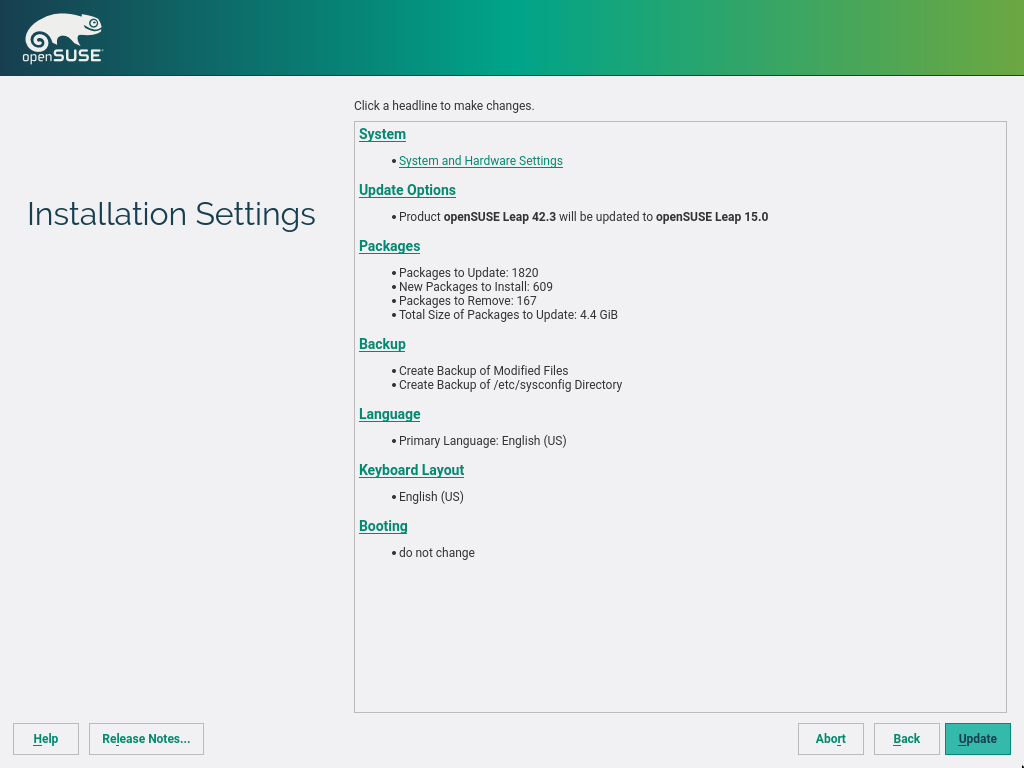 openSUSE
Click a headline to make changes.
Installation Settings
System
• System and Hardware Settings
Update Options
• Product openSUSE Leap 42.3 will be updated to openSUSE Leap 15.0
Packages
• Packages to Update: 1820
• New Packages to Install: 609
• Packages to Remove: 167
• Total Size of Packages to Update: 4.4 GiB
Backup
• Create Backup of Modified Files
• Create Backup of /etc/sysconfig Directory
Language
• Primary Language: English (US)
Keyboard Layout
• English (US)
Booting
• do not change
Help Release Notes... Abort Back Update